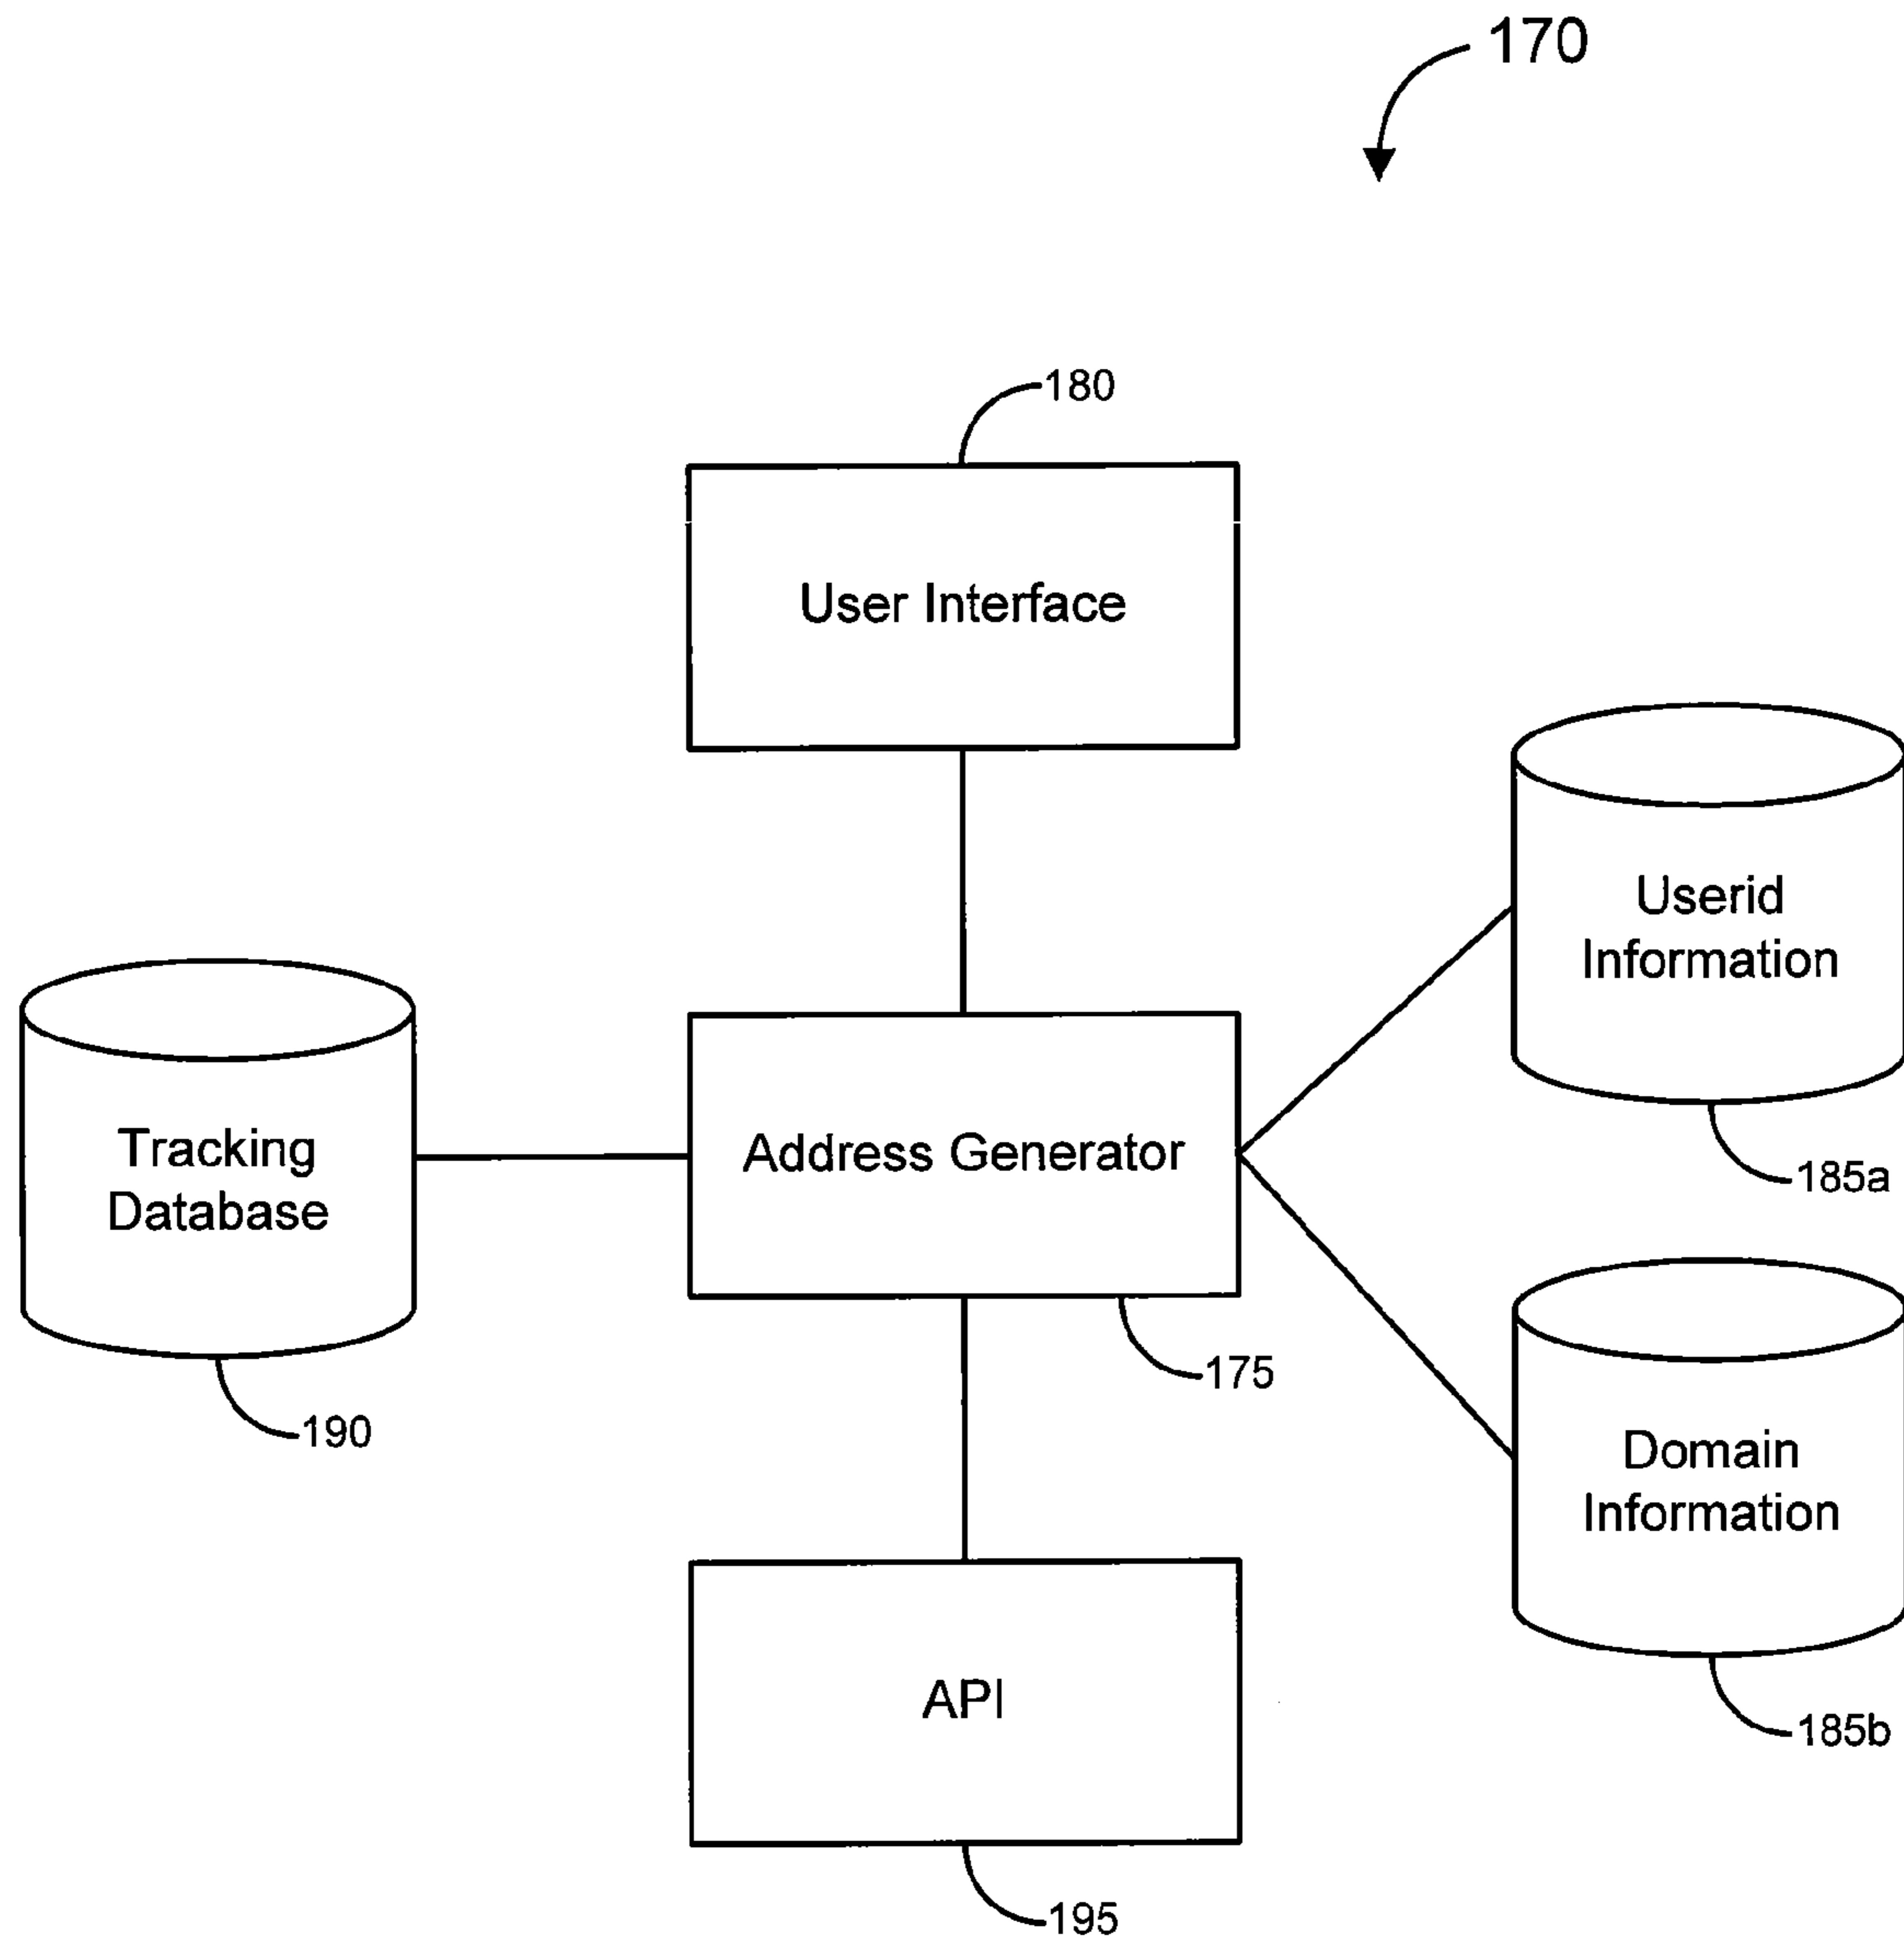 170
180
User Interface
Userid
Information
185a
Tracking
Database
190
Address Generator
175
Domain
Information
185b
API
195